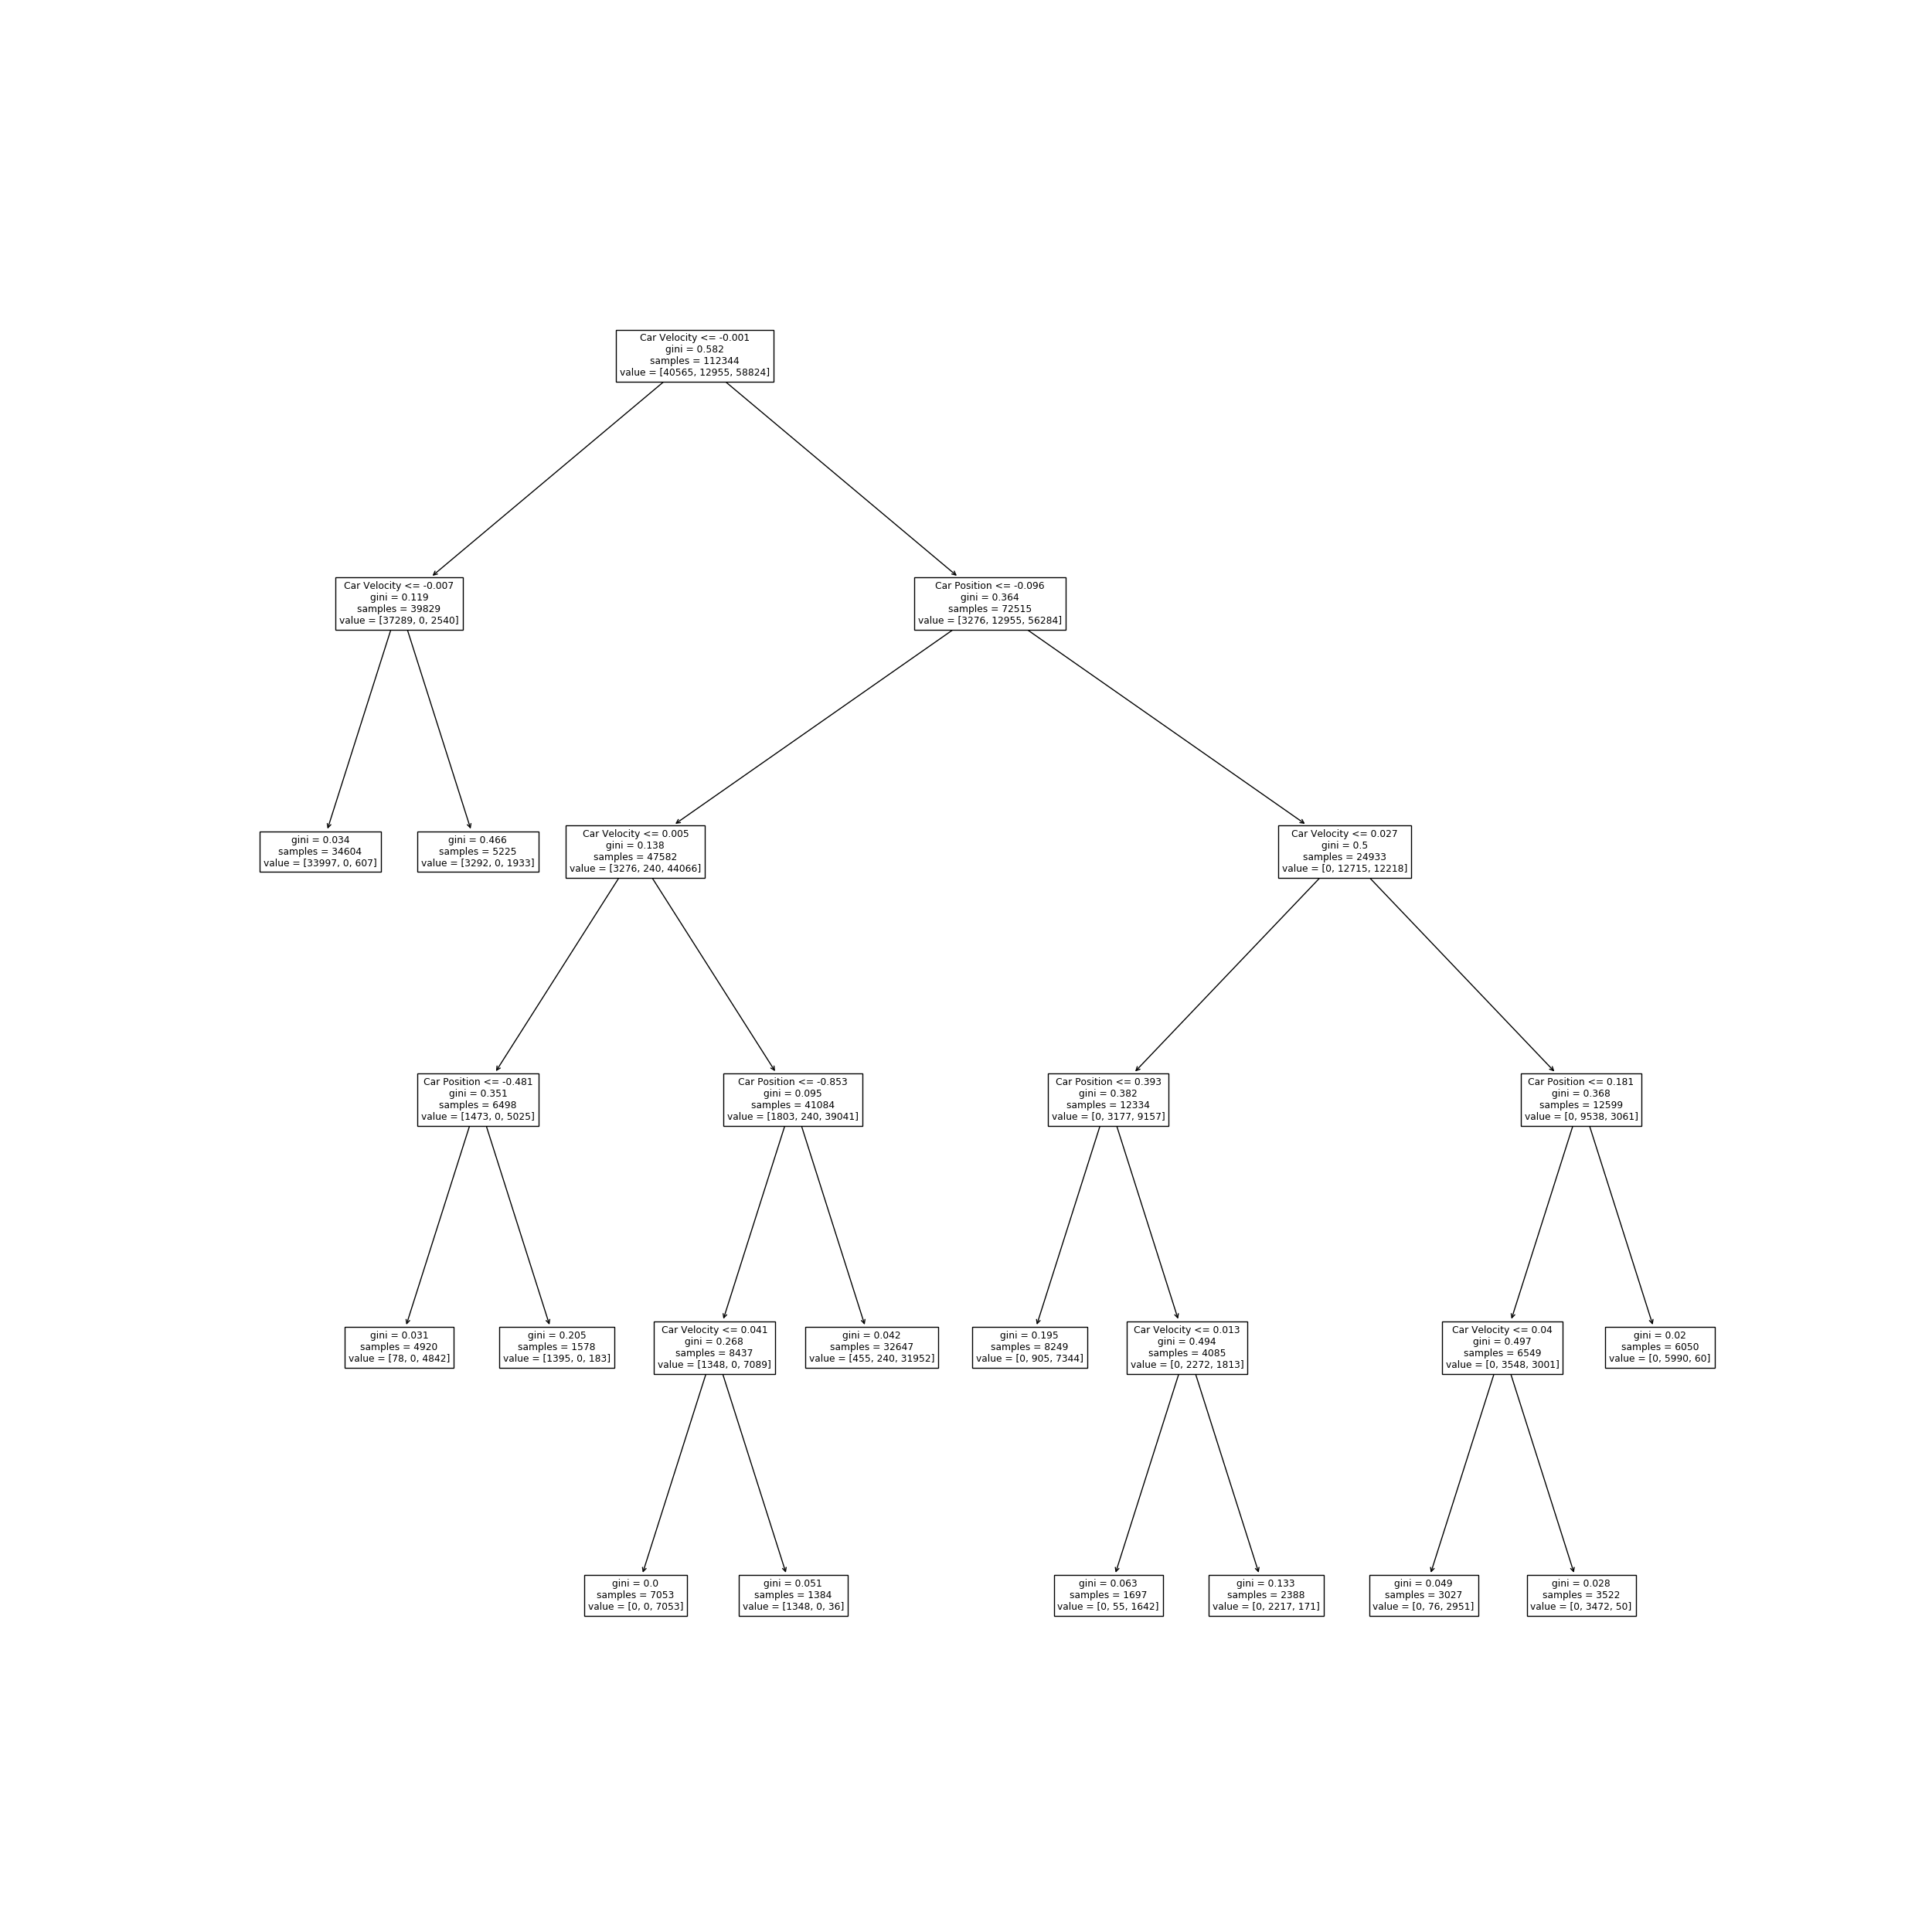 Car Velocity <= -0.001
gini = 0.582
samples = 112344
value = [40565, 12955, 58824]
Car Velocity <= -0.007
gini = 0.119
samples = 39829
value = [37289, 0, 2540]
Car Position <= -0.096
gini = 0.364
samples = 72515
value = [3276, 12955, 56284]
gini = 0.034
samples = 34604
value = [33997, 0, 607]
gini = 0.466
samples = 5225
value = [3292, 0, 1933]
Car Velocity <= 0.005
gini = 0.138
samples = 47582
value = [3276, 240, 44066]
Car Velocity <= 0.027
gini = 0.5
samples = 24933
value = [0, 12715, 12218]
Car Position <= -0.481
gini = 0.351
samples = 6498
value = [1473, 0, 5025]
Car Position <= -0.853
gini = 0.095
samples = 41084
value = [1803, 240, 39041]
Car Position <= 0.393
gini = 0.382
samples = 12334
value = [0, 3177, 9157]
Car Position <= 0.181
gini = 0.368
samples = 12599
value = [0, 9538, 3061]
gini = 0.031
samples = 4920
value = [78, 0, 4842]
gini = 0.205
samples = 1578
value = [1395, 0, 183]
Car Velocity <= 0.041
gini = 0.268
samples = 8437
value = [1348, 0, 7089]
gini = 0.042
samples = 32647
value = [455, 240, 31952]
gini = 0.195
samples = 8249
value = [0, 905, 7344]
Car Velocity <= 0.013
gini = 0.494
samples = 4085
value = [0, 2272, 1813]
Car Velocity <= 0.04
gini = 0.497
samples = 6549
value = [0, 3548, 3001]
gini = 0.02
samples = 6050
value = [0, 5990, 60]
gini = 0.0
samples = 7053
value = [0, 0, 7053]
gini = 0.051
samples = 1384
value = [1348, 0, 36]
gini = 0.063
samples = 1697
value = [0, 55, 1642]
gini = 0.133
samples = 2388
value = [0, 2217, 171]
gini = 0.049
samples = 3027
value = [0, 76, 2951]
gini = 0.028
samples = 3522
value = [0, 3472, 50]